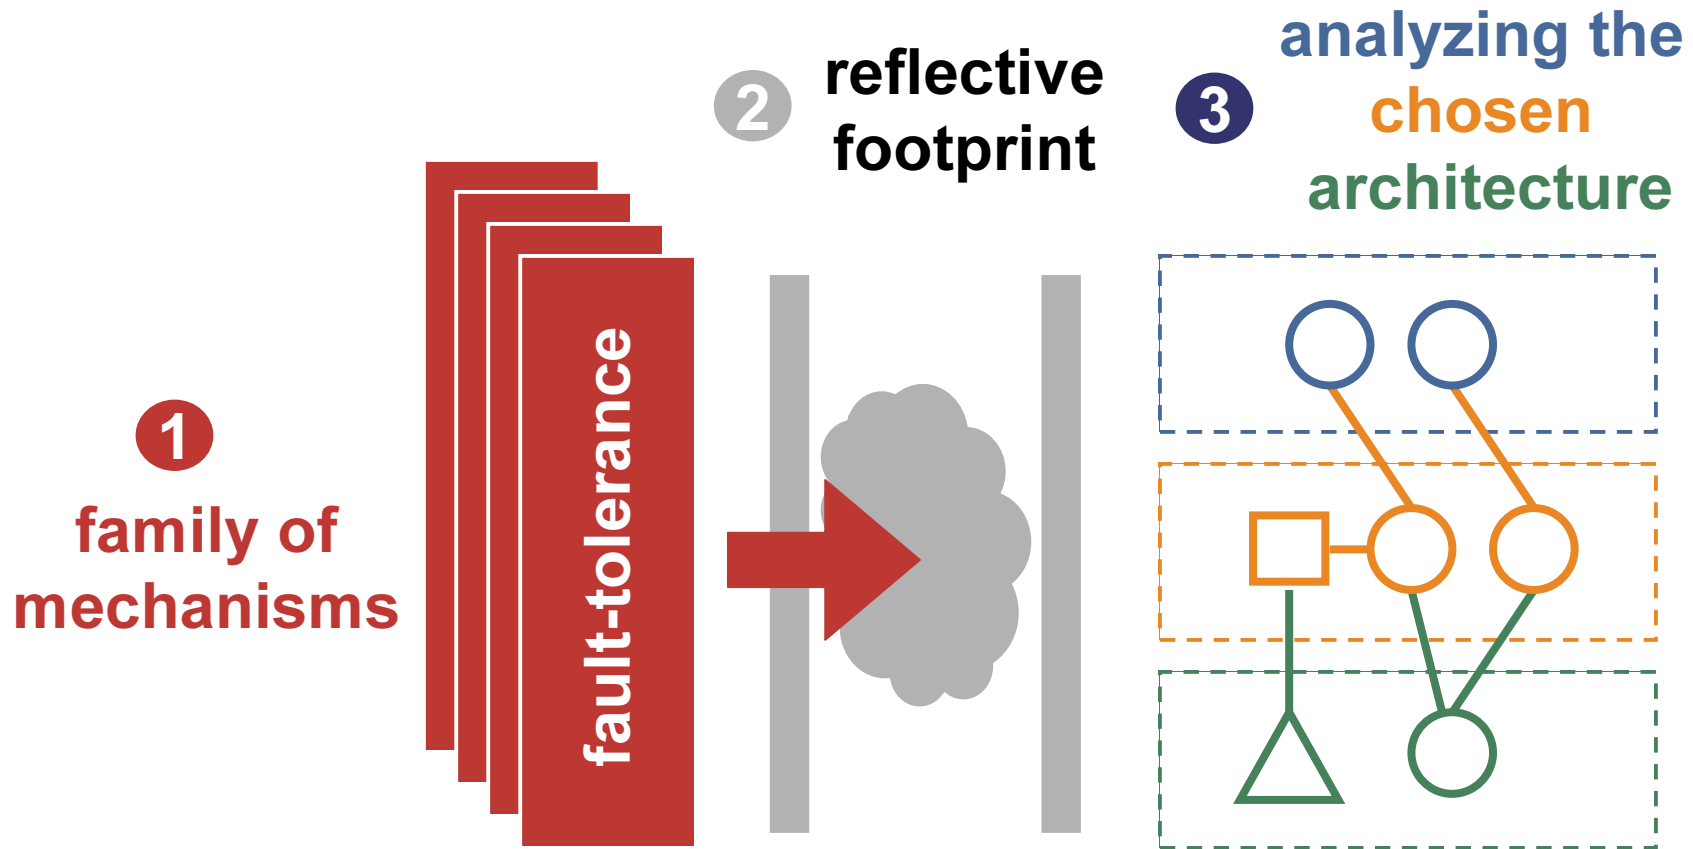 1
family of
mechanisms
fault-tolerance
2
reflective
footprint
3
analyzing the
chosen
architecture